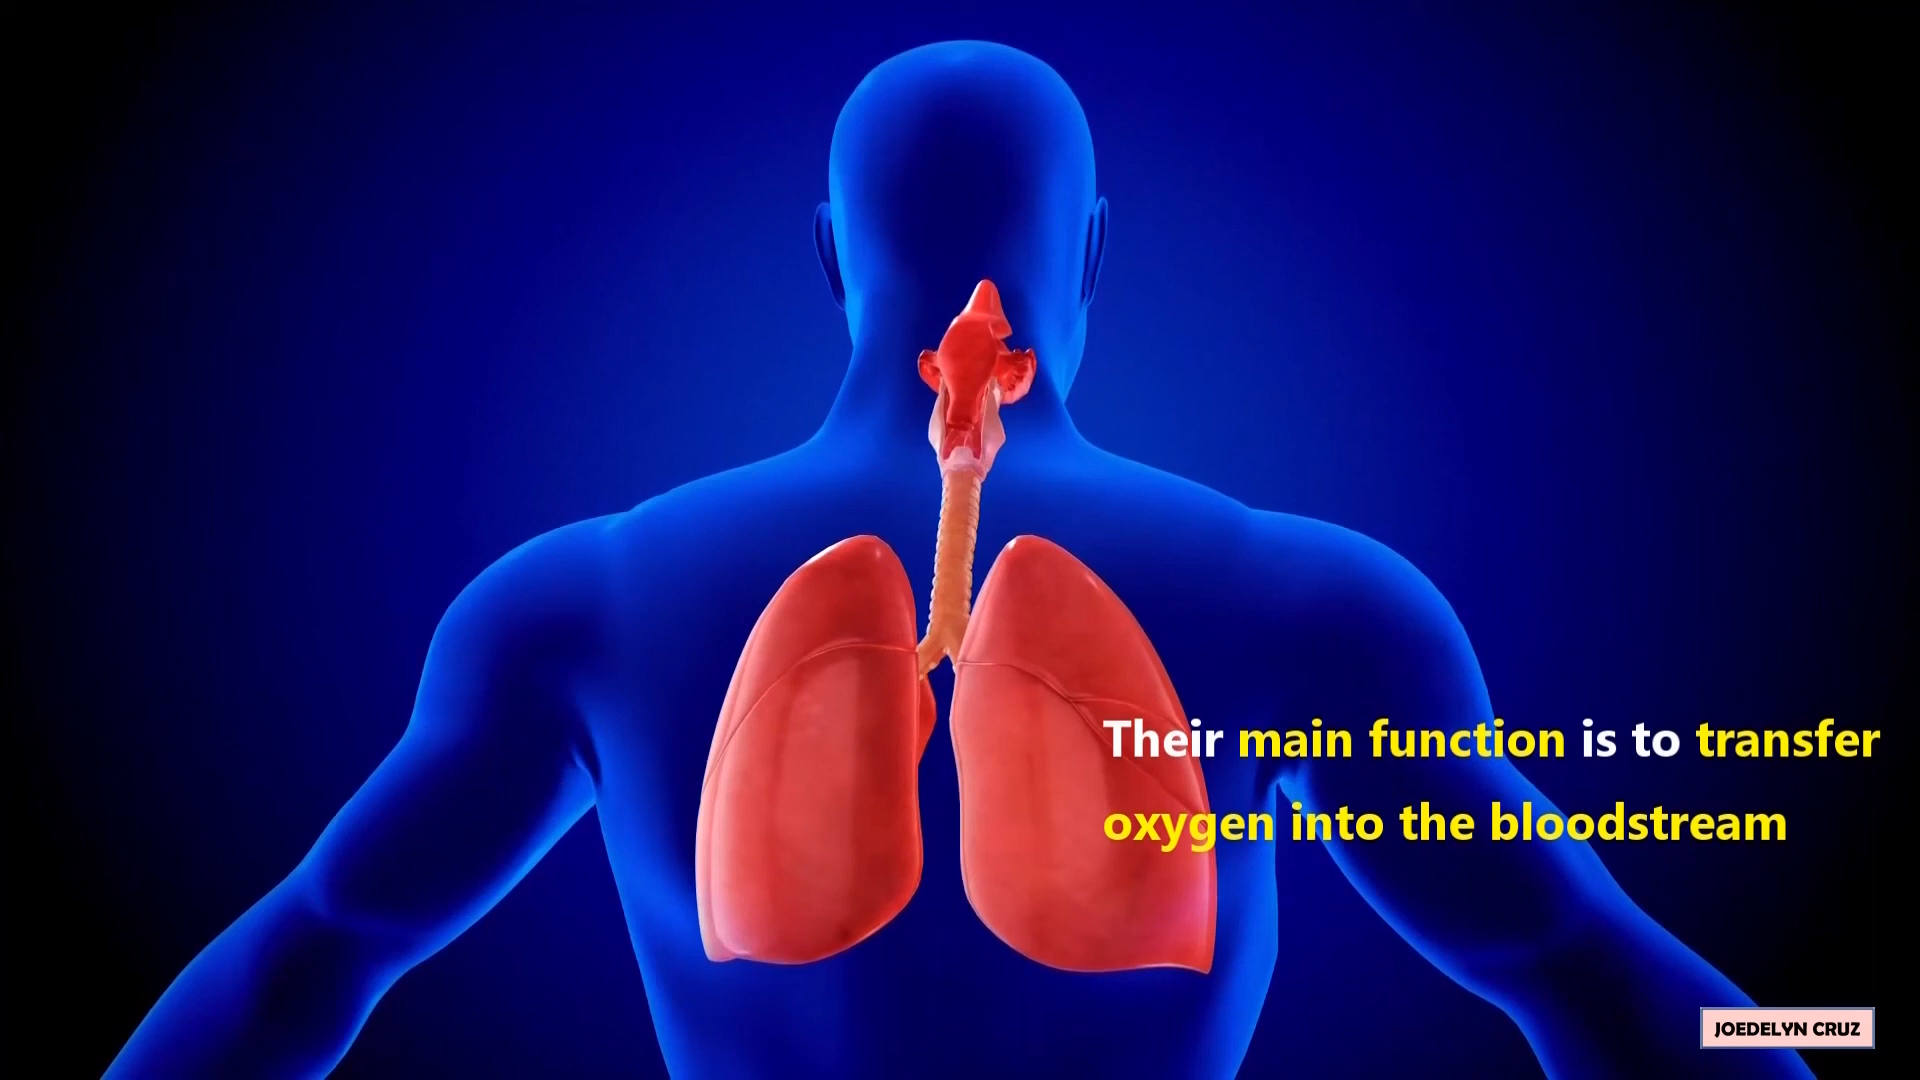 Their main function is to transfer
oxygen into the bloodstream
JOEDELYN CRUZ